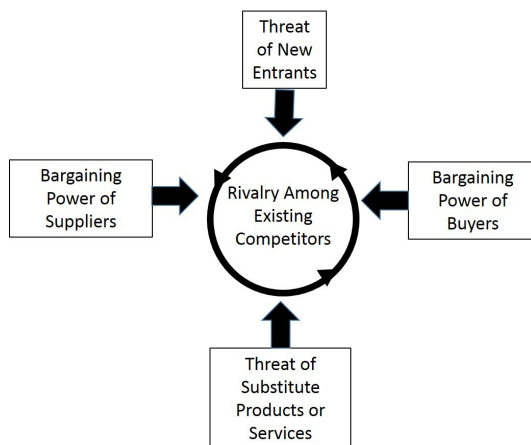 Threat
of New
Entrants
Bargaining
Power of
Suppliers
Rivalry Among
Existing
Competitors
Bargaining
Power of
Buyers
Threat of
Substitute
Products or
Services